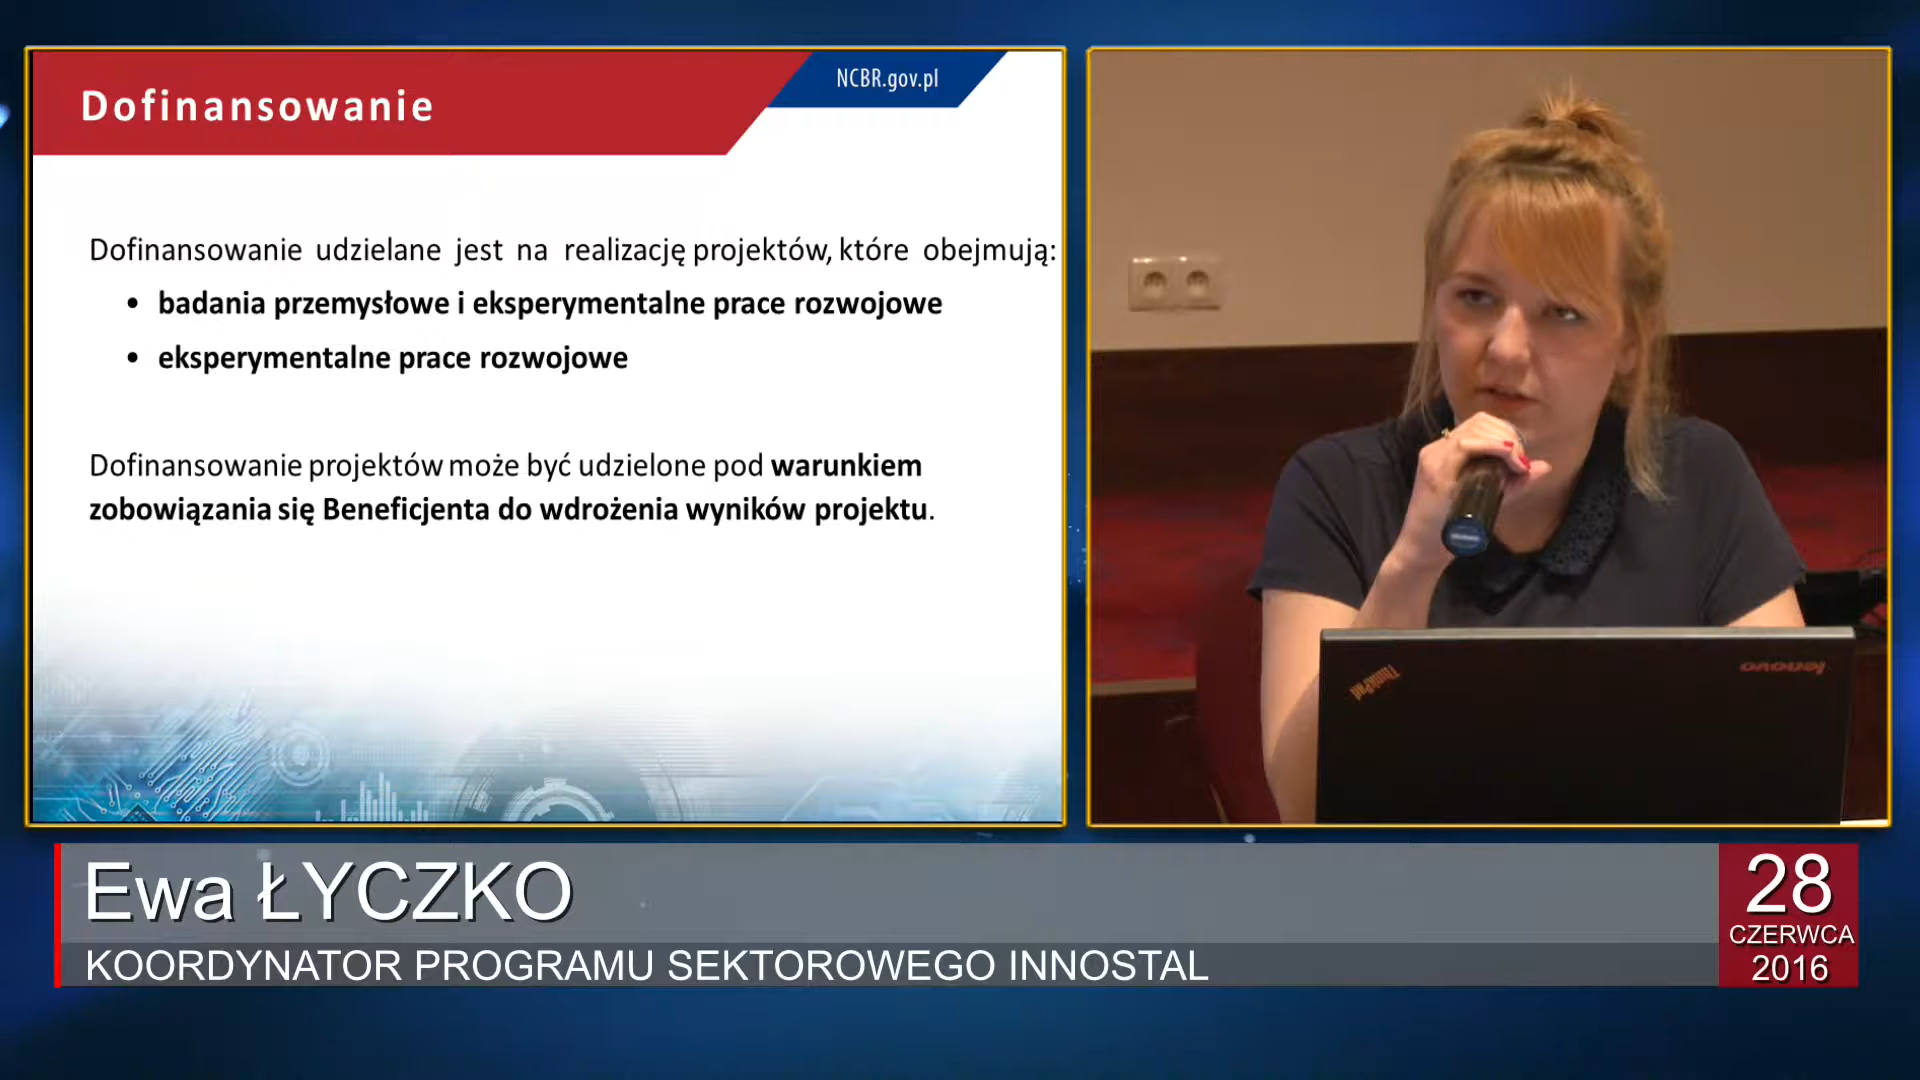 Dofinansowanie
NCBR.gov.pl
Dofinansowanie udzielane jest na realizację projektów, które obejmują:
• badania przemysłowe i eksperymentalne prace rozwojowe
• eksperymentalne prace rozwojowe
Dofinansowanie projektów może być udzielone pod warunkiem
zobowiązania się Beneficjenta do wdrożenia wyników projektu.
ThinkPad
lenovo
Ewa ŁYCZKO
KOORDYNATOR PROGRAMU SEKTOROWEGO INNOSTAL
28
CZERWCA
2016